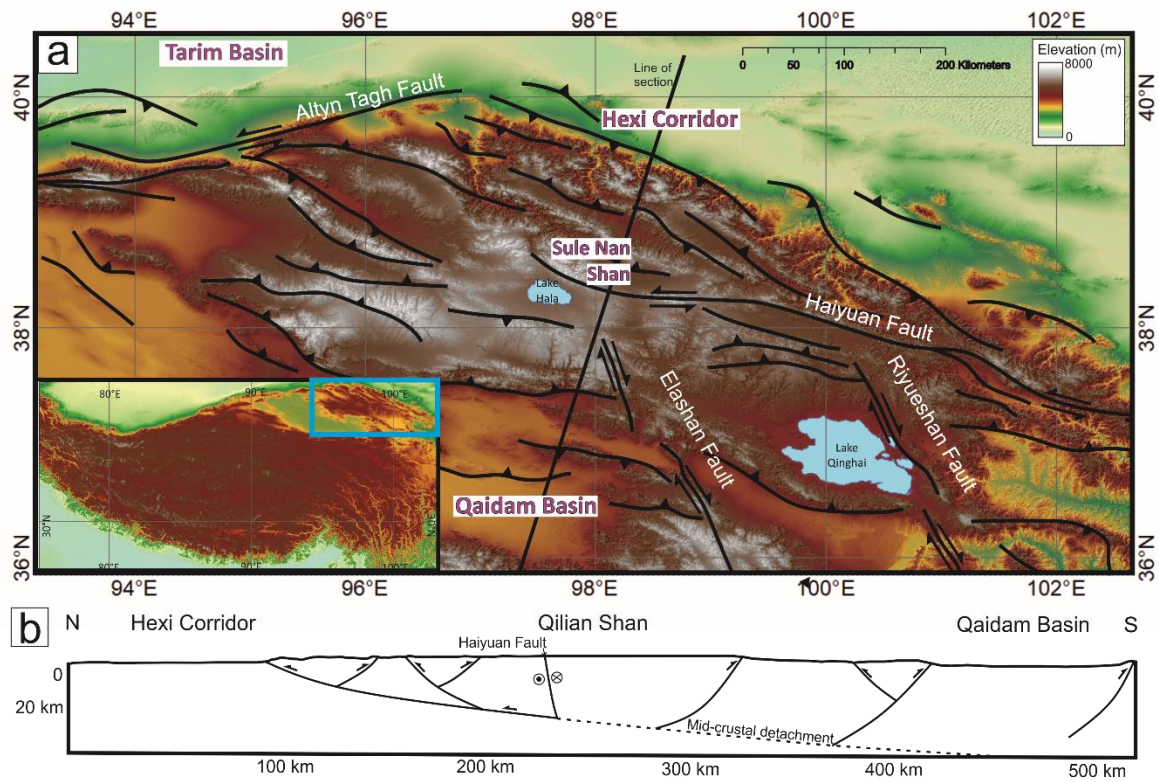 94°E 96°E 98°E 100°E 102°E
a
Tarim Basin
Line of
section
0 50 100 200 Kilometers
Elevation (m)
8000
0
40°N
40°N
Altyn Tagh Fault
Hexi Corridor
Sule Nan
Shan
Lake
Hala
38°N
38°N
Haiyuan Fault
Elashan Fault
Riyueshan Fault
Lake
Qinghai
Qaidam Basin
80°E 90°E 100°E
30°N
80°E 90°E 100°E
36°N
36°N
94°E 96°E 98°E 100°E 102°E
b
N Hexi Corridor Qilian Shan Qaidam Basin S
Haiyuan Fault
0
20 km
Mid-crustal detachment
100 km 200 km 300 km 400 km 500 km